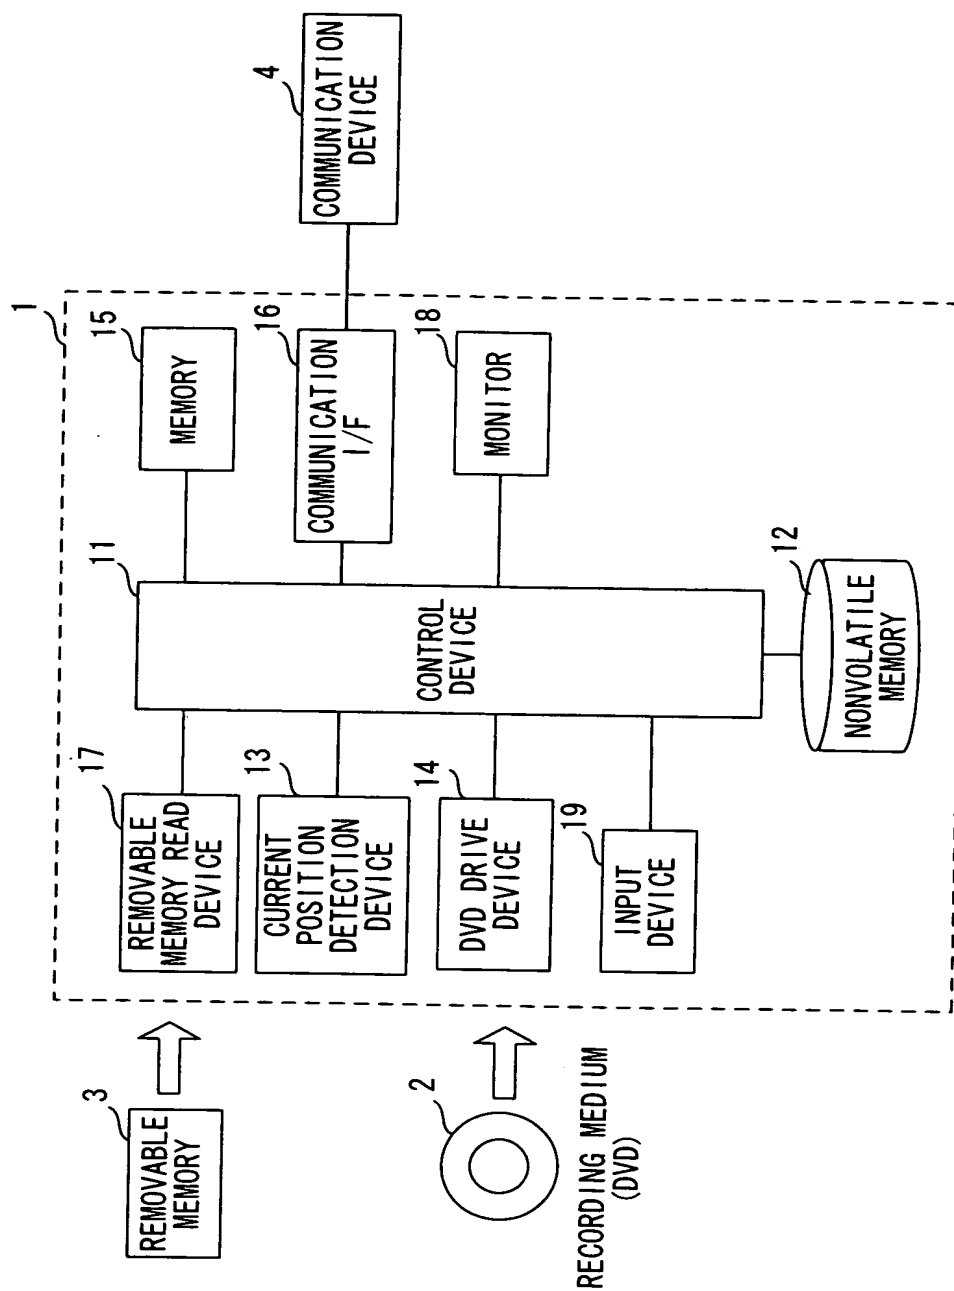 1
3
REMOVABLE
MEMORY
17
REMOVABLE
MEMORY READ
DEVICE
11
15
MEMORY
13
CURRENT
POSITION
DETECTION
DEVICE
16
COMMUNICATION
I/F
4
COMMUNICATION
DEVICE
CONTROL
DEVICE
2
RECORDING MEDIUM
(DVD)
14
DVD DRIVE
DEVICE
18
MONITOR
19
INPUT
DEVICE
12
NONVOLATILE
MEMORY